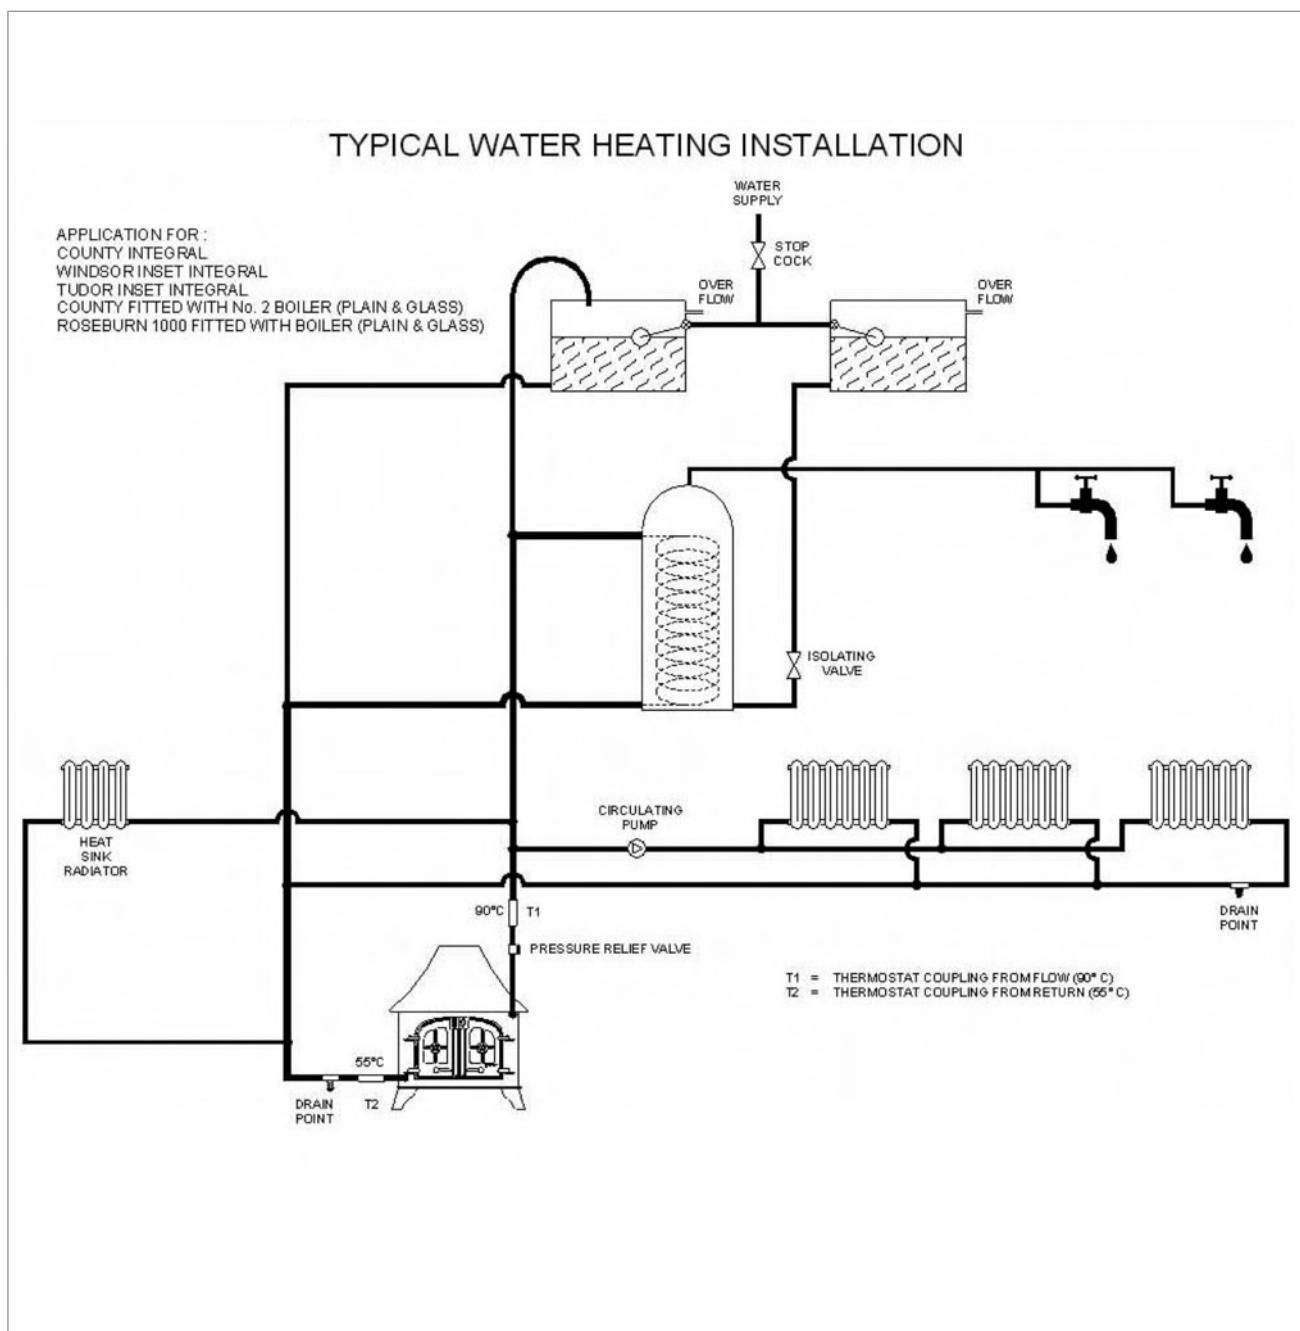 TYPICAL WATER HEATING INSTALLATION
WATER
SUPPLY
STOP
COCK
APPLICATION FOR :
COUNTY INTEGRAL
WINDSOR INSET INTEGRAL
TUDOR INSET INTEGRAL
COUNTY FITTED WITH No. 2 BOILER (PLAIN & GLASS)
ROSEBURN 1000 FITTED WITH BOILER (PLAIN & GLASS)
OVER
FLOW
OVER
FLOW
ISOLATING
VALVE
HEAT
SINK
RADIATOR
CIRCULATING
PUMP
90°C
T1
DRAIN
POINT
PRESSURE RELIEF VALVE
T1 = THERMOSTAT COUPLING FROM FLOW (90° C)
T2 = THERMOSTAT COUPLING FROM RETURN (55° C)
55°C
DRAIN
POINT
T2